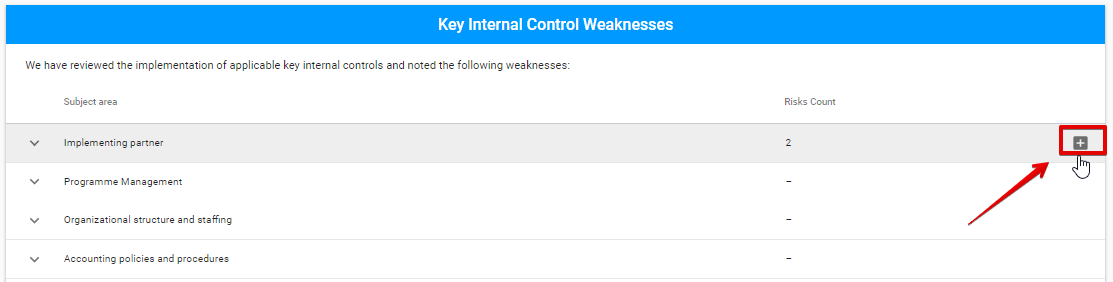 Key Internal Control Weaknesses
We have reviewed the implementation of applicable key internal controls and noted the following weaknesses:
Subject area Risks Count
Implementing partner 2
Programme Management –
Organizational structure and staffing –
Accounting policies and procedures –